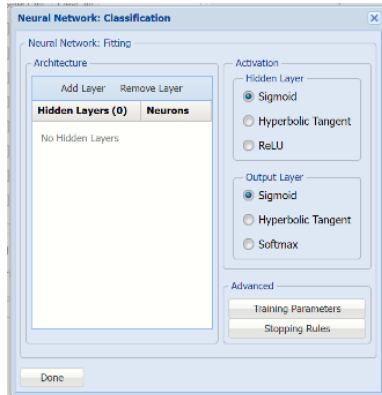 Neural Network: Classification
Neural Network: Fitting
Architecture
Add Layer Remove Layer
Hidden Layers (0) Neurons
No Hidden Layers
Activation
Hidden Layer
Sigmoid
Hyperbolic Tangent
ReLU
Output Layer
Sigmoid
Hyperbolic Tangent
Softmax
Advanced
Training Parameters
Stopping Rules
Done